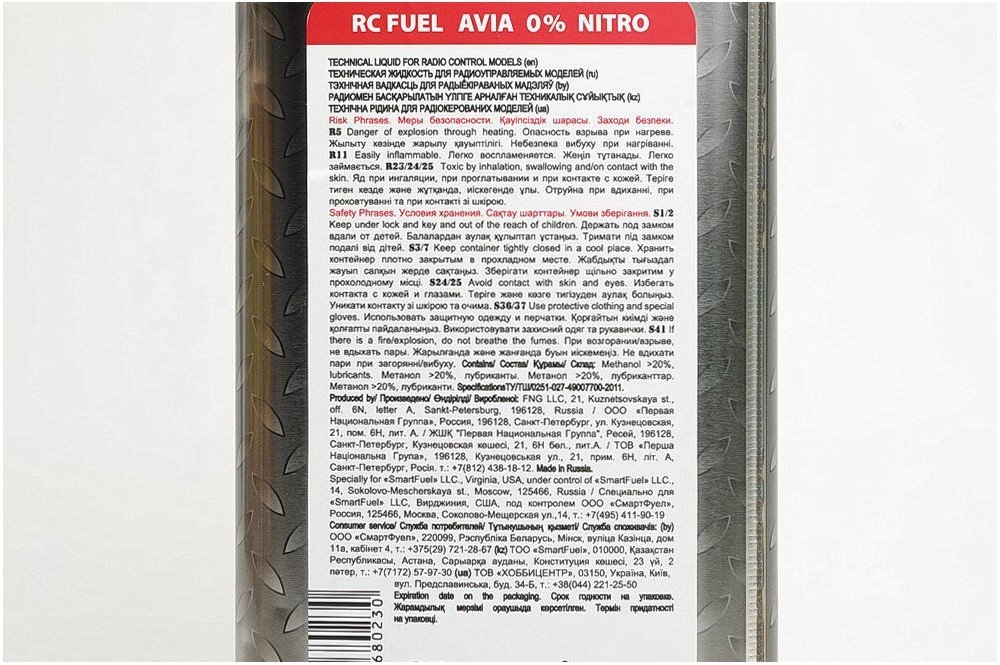 RC FUEL AVIA 0% NITRO
TECHNICAL LIQUID FOR RADIO CONTROL MODELS (en)
ТЕХНИЧЕСКАЯ ЖИДКОСТЬ ДЛЯ РАДИОУПРАВЛЯЕМЫХ МОДЕЛЕЙ (ru)
ТЭХНІЧНАЯ ВАДКАСЦЬ ДЛЯ РАДЫЁКІРАВАНЫХ МАДЭЛЯЎ (by)
РАДИОМЕН БАСҚАРЫЛАТЫН ҮЛГІГЕ АРНАЛҒАН ТЕХНИКАЛЫҚ СҰЙЫҚТЫҚ (kz)
ТЕХНІЧНА РІДИНА ДЛЯ РАДІОКЕРОВАНИХ МОДЕЛЕЙ (ua)
Risk Phrases. Меры безопасности. Қауіпсіздік шарасы. Заходи безпеки.
R5 Danger of explosion through heating. Опасность взрыва при нагреве.
Жылыту кезінде жарылу қауыптілігі. Небезпека вибуху при нагріванні.
R11 Easily inflammable. Легко воспламеняется. Жеңіл тұтанады. Легко
займається. R23/24/25 Toxic by inhalation, swallowing and/on contact with the
skin. Яд при ингаляции, при проглатывании и при контакте с кожей. Теріге
тиген кезде және жұтқанда, иіскегенде улы. Отруйна при вдиханні, при
проковтуванні та при контакті зі шкірою.
Safety Phrases. Условия хранения. Сақтау шарттары. Умови зберігання. S1/2
Keep under lock and key and out of the reach of children. Держать под замком
вдали от детей. Балалардан аулақ құлыптап ұстаңыз. Тримати під замком
подалі від дітей. S3/7 Keep container tightly closed in a cool place. Хранить
контейнер плотно закрытым в прохладном месте. Жабдықты тығыздап
жауып салқын жерде сақтаңыз. Зберігати контейнер щільно закритим у
прохолодному місці. S24/25 Avoid contact with skin and eyes. Избегать
контакта с кожей и глазами. Теріге және көзге тигізуден аулақ болыңыз.
Уникати контакту зі шкірою та очима. S36/37 Use protective clothing and special
gloves. Использовать защитную одежду и перчатки. Қорғайтын киімді және
қолғапты пайдаланыңыз. Використовувати захисний одяг та рукавички. S41 If
there is a fire/explosion, do not breathe the fumes. При возгорании/взрыве,
не вдыхать пары. Жарылғанда және жанғанда буын иіскемеңіз. Не вдихати
пари при загорянні/вибуху. Contains/ Состав/ Құрамы/ Склад: Methanol >20%,
lubricants. Метанол >20%, лубриканты. Метанол >20%, лубриканттар.
Метанол >20%, лубриканти. SpecificationsТУ/ТШ/0251-027-49007700-2011.
Produced by/ Произведено/ Өндірілді/ Вироблені: FNG LLC, 21, Kuznetsovskaya st.,
off. 6N, letter A, Sankt-Petersburg, 196128, Russia / ООО «Первая
Национальная Группа», Россия, 196128, Санкт-Петербург, ул. Кузнецовская,
21, пом. 6Н, лит. А. / ЖШҚ "Первая Национальная Группа", Ресей, 196128,
Санкт-Петербург, Кузнецовская көшесі, 21, 6Н бөл., лит.А. / ТОВ «Перша
Національна Група», 196128, Кузнецовська ул., 21, прим. 6Н, літ. А,
Санкт-Петербург, Росія. т.: +7(812) 438-18-12. Made in Russia.
Specially for «SmartFuel» LLC., Virginia, USA, under control of «SmartFuel» LLC.,
14, Sokolovo-Mescherskaya st., Moscow, 125466, Russia / Специально для
«SmartFuel» LLC, Вирджиния, США, под контролем ООО «СмартФуел»,
Россия, 125466, Москва, Соколово-Мещерская ул.,14, т.: +7(495) 411-90-19
Consumer service/ Служба потребителей/ Тұтынушының қызметі/ Служба споживачів: (by)
ООО «СмартФуел», 220099, Рэспубліка Беларусь, Мінск, вуліца Казінца, дом
11а, кабінет 4, т.: +375(29) 721-28-67 (kz) ТОО «SmartFuel», 010000, Қазақстан
Республикасы, Астана, Сарыарқа ауданы, Конституция көшесі, 23 үй, 2
пәтер, т.: +7(7172) 57-97-30 (ua) ТОВ «ХОББИЦЕНТР», 03150, Україна, Київ,
вул. Предславинська, буд. 34-Б, т.: +38(044) 221-25-50
Expiration date on the packaging. Срок годности на упаковке.
Жарамдылық мерзімі орауышда көрсетілген. Термін придатності
на упаковці.
680230